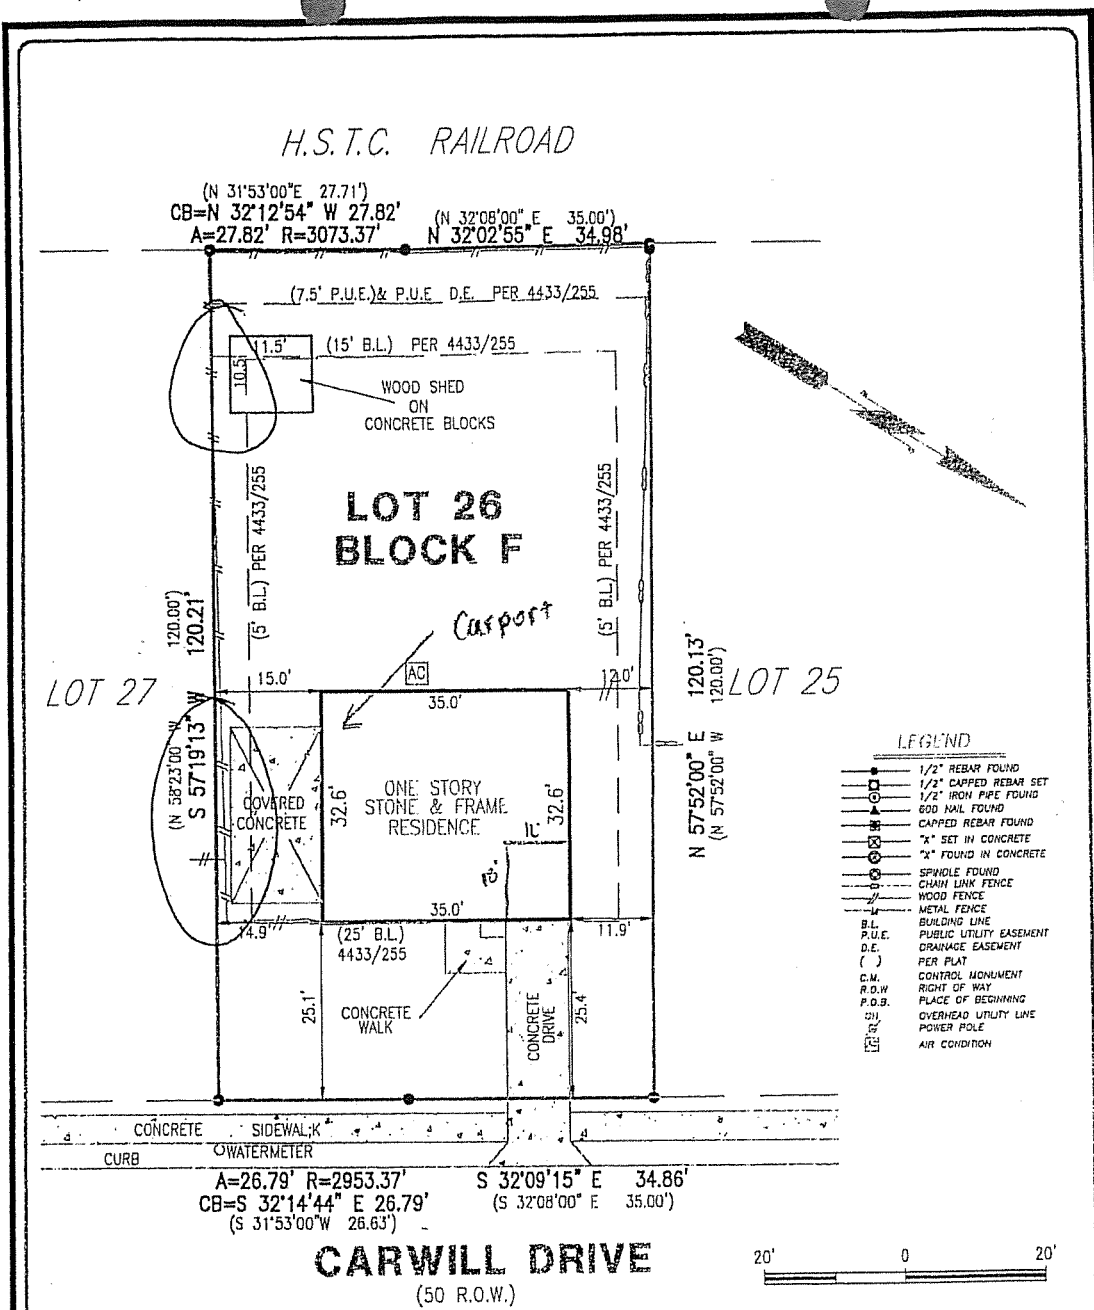 H.S.T.C. RAILROAD
(N 31°53'00"E 27.71')
CB=N 32°12'54" W 27.82'
A=27.82' R=3073.37'
(N 32°08'00" E 35.00')
N 32°02'55" E 34.98'
(7.5' P.U.E.)& P.U.E D.E. PER 4433/255
11.5'
10.5'
(15' B.L.) PER 4433/255
WOOD SHED
ON
CONCRETE BLOCKS
LOT 26
BLOCK F
(5' B.L.) PER 4433/255
(5' B.L.) PER 4433/255
Carport
120.00')
120.21'
(N 58°23'00" W
S 57°19'13" W
LOT 27
LOT 25
N 57°52'00" E 120.13'
(N 57°52'00" W 120.00')
15.0'
AC
35.0'
12.0'
COVERED
CONCRETE
32.6'
ONE STORY
STONE & FRAME
RESIDENCE
32.6'
35.0'
14.9'
(25' B.L.)
4433/255
11.9'
25.1'
CONCRETE
WALK
CONCRETE
DRIVE
25.4'
LEGEND
1/2" REBAR FOUND
1/2" CAPPED REBAR SET
1/2" IRON PIPE FOUND
60D NAIL FOUND
CAPPED REBAR FOUND
"X" SET IN CONCRETE
"X" FOUND IN CONCRETE
SPINDLE FOUND
CHAIN LINK FENCE
WOOD FENCE
METAL FENCE
B.L. BUILDING LINE
P.U.E. PUBLIC UTILITY EASEMENT
D.E. DRAINAGE EASEMENT
( ) PER PLAT
C.M. CONTROL MONUMENT
R.O.W RIGHT OF WAY
P.O.B. PLACE OF BEGINNING
OVERHEAD UTILITY LINE
POWER POLE
AIR CONDITION
CONCRETE SIDEWALK
CURB
WATERMETER
A=26.79' R=2953.37'
CB=S 32°14'44" E 26.79'
(S 31°53'00"W 26.63')
S 32°09'15" E 34.86'
(S 32°08'00" E 35.00')
CARWILL DRIVE
(50 R.O.W.)
20' 0 20'